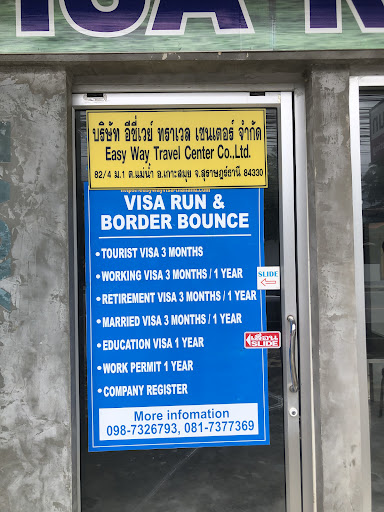 บริษัท อีซี่เวย์ ทราเวล เซนเตอร์ จำกัด
Easy Way Travel Center Co.,Ltd.
82/4 ม.1 ต.แม่น้ำ อ.เกาะสมุย จ.สุราษฎร์ธานี 84330
VISA RUN &
BORDER BOUNCE
• TOURIST VISA 3 MONTHS
• WORKING VISA 3 MONTHS / 1 YEAR
• RETIREMENT VISA 3 MONTHS / 1 YEAR
• MARRIED VISA 3 MONTHS / 1 YEAR
• EDUCATION VISA 1 YEAR
• WORK PERMIT 1 YEAR
• COMPANY REGISTER
More infomation
098-7326793, 081-7377369
SLIDE
เลื่อน
SLIDE